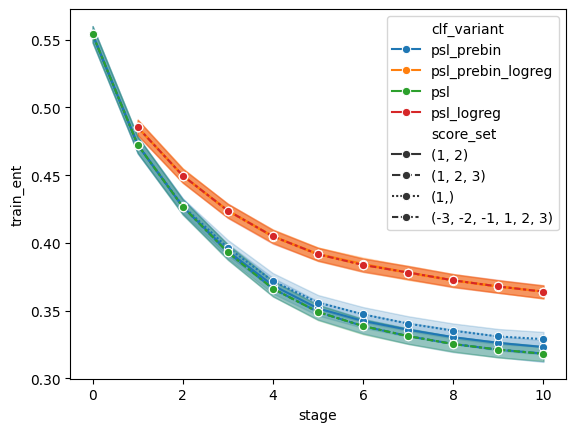 clf_variant
psl_prebin
psl_prebin_logreg
psl
psl_logreg
score_set
(1, 2)
(1, 2, 3)
(1,)
(-3, -2, -1, 1, 2, 3)
train_ent
0.55
0.50
0.45
0.40
0.35
0.30
0 2 4 6 8 10
stage